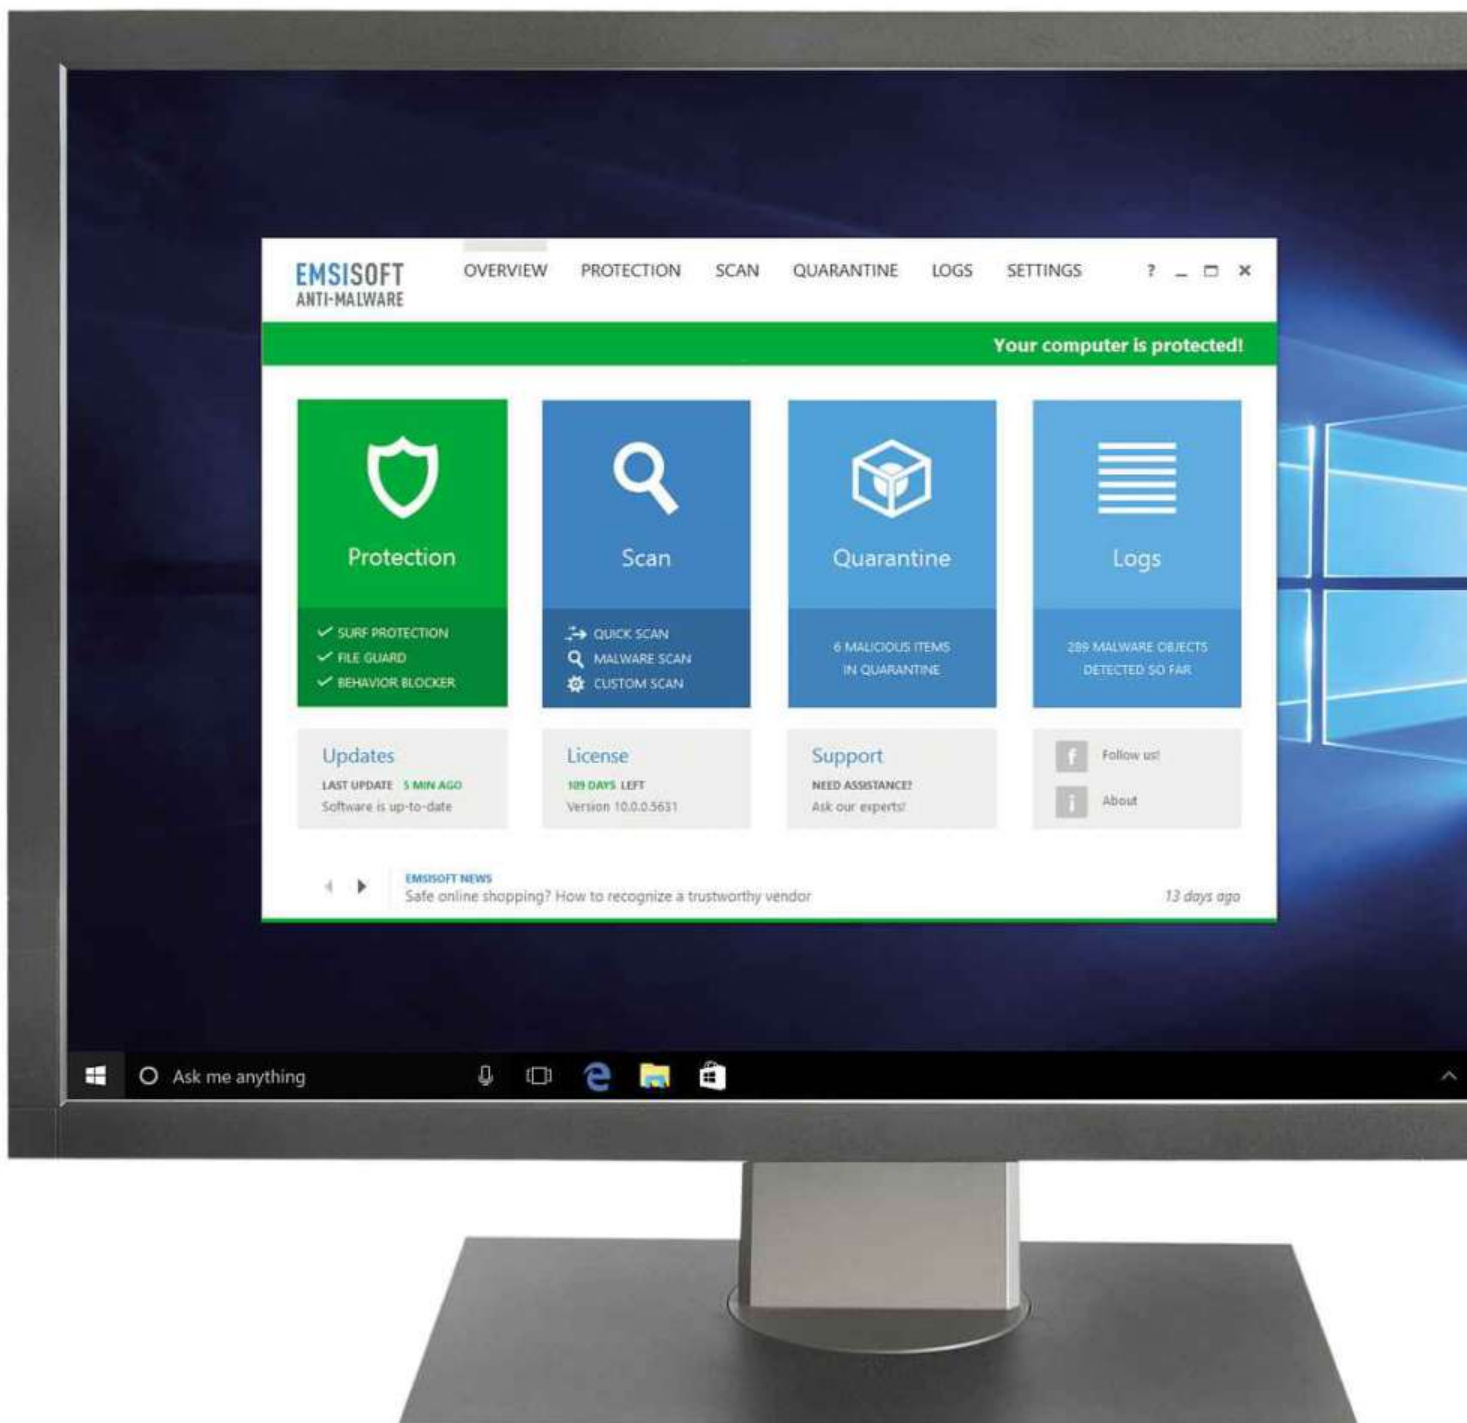 EMSISOFT
ANTI-MALWARE
OVERVIEW PROTECTION SCAN QUARANTINE LOGS SETTINGS ?
Your computer is protected!
Protection
SURF PROTECTION
FILE GUARD
BEHAVIOR BLOCKER
Scan
QUICK SCAN
MALWARE SCAN
CUSTOM SCAN
Quarantine
6 MALICIOUS ITEMS
IN QUARANTINE
Logs
289 MALWARE OBJECTS
DETECTED SO FAR
Updates
LAST UPDATE 5 MIN AGO
Software is up-to-date
License
109 DAYS LEFT
Version 10.0.0.5631
Support
NEED ASSISTANCE?
Ask our experts!
f Follow us!
i About
EMSISOFT NEWS
Safe online shopping? How to recognize a trustworthy vendor
13 days ago
Ask me anything